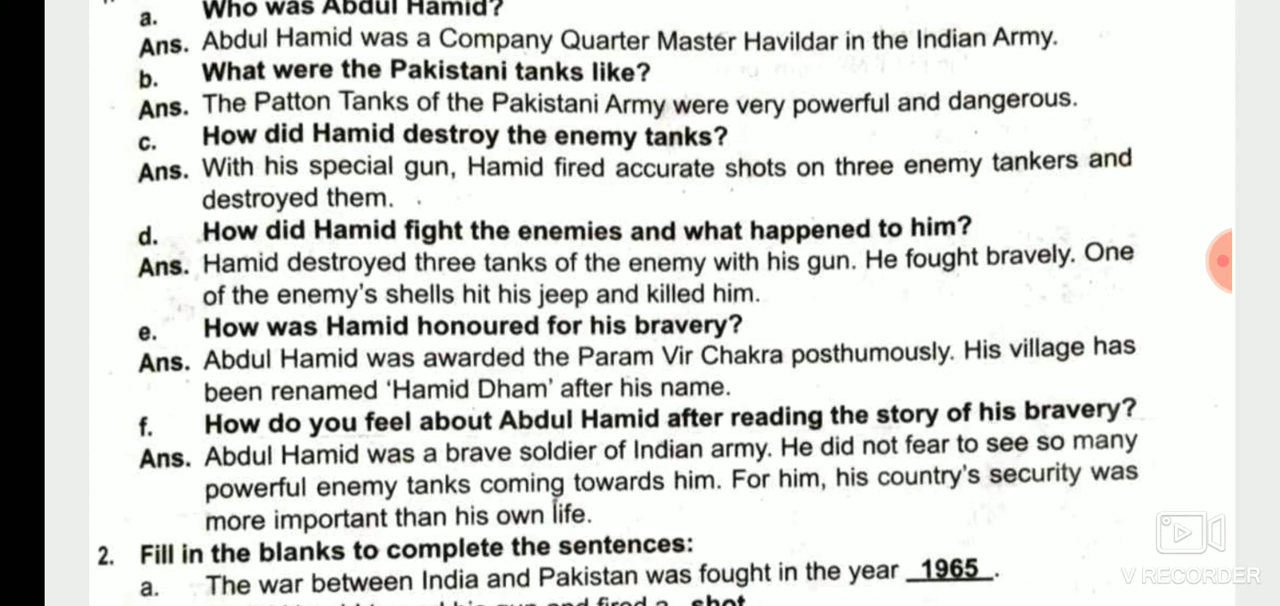 a. Who was Abdul Hamid?
Ans. Abdul Hamid was a Company Quarter Master Havildar in the Indian Army.
b. What were the Pakistani tanks like?
Ans. The Patton Tanks of the Pakistani Army were very powerful and dangerous.
c. How did Hamid destroy the enemy tanks?
Ans. With his special gun, Hamid fired accurate shots on three enemy tankers and
destroyed them.
d. How did Hamid fight the enemies and what happened to him?
Ans. Hamid destroyed three tanks of the enemy with his gun. He fought bravely. One
of the enemy's shells hit his jeep and killed him.
e. How was Hamid honoured for his bravery?
Ans. Abdul Hamid was awarded the Param Vir Chakra posthumously. His village has
been renamed 'Hamid Dham' after his name.
f. How do you feel about Abdul Hamid after reading the story of his bravery?
Ans. Abdul Hamid was a brave soldier of Indian army. He did not fear to see so many
powerful enemy tanks coming towards him. For him, his country's security was
more important than his own life.
2. Fill in the blanks to complete the sentences:
a. The war between India and Pakistan was fought in the year 1965.
gun and fired a shot
V RECORDER